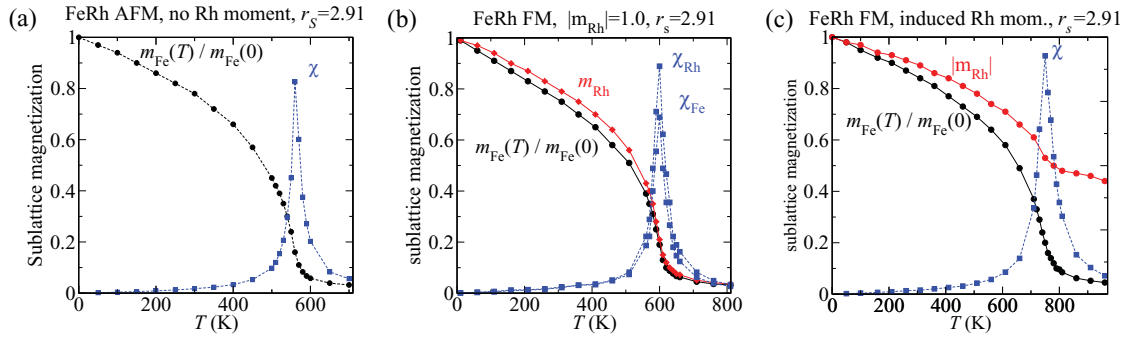 (a)
FeRh AFM, no Rh moment, r_S=2.91
Sublattice magnetization
1
0.8
0.6
0.4
0.2
0
m_Fe(T) / m_Fe(0)
χ
0 200 400 600
T (K)
(b)
FeRh FM, |m_Rh|=1.0, r_s=2.91
sublattice magnetization
1
0.8
0.6
0.4
0.2
0
m_Rh
χ_Rh
χ_Fe
m_Fe(T) / m_Fe(0)
0 200 400 600 800
T (K)
(c)
FeRh FM, induced Rh mom., r_s=2.91
sublattice magnetization
1
0.8
0.6
0.4
0.2
0
|m_Rh|
χ
m_Fe(T) / m_Fe(0)
0 200 400 600 800
T (K)